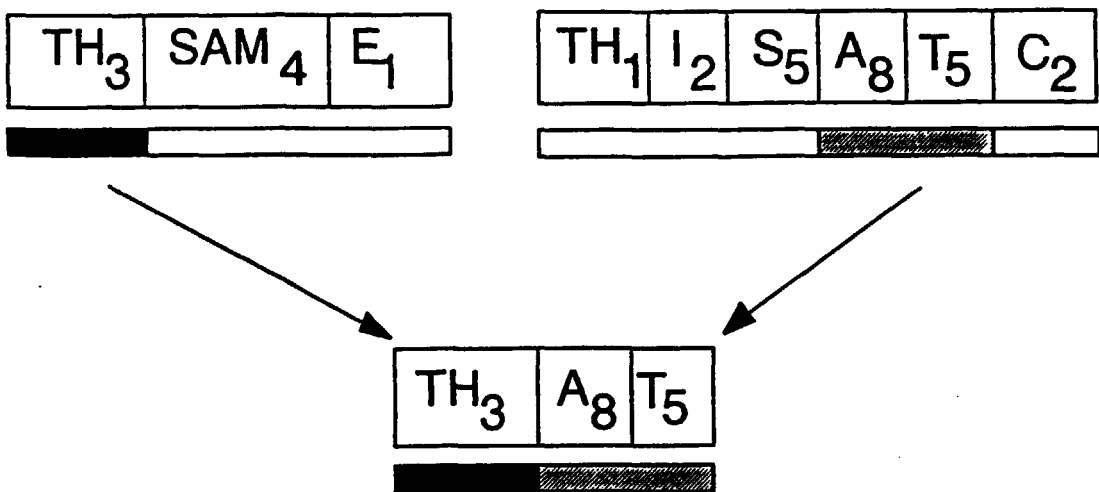 TH₃ SAM₄ E₁
TH₁ I₂ S₅ A₈ T₅ C₂
TH₃ A₈ T₅